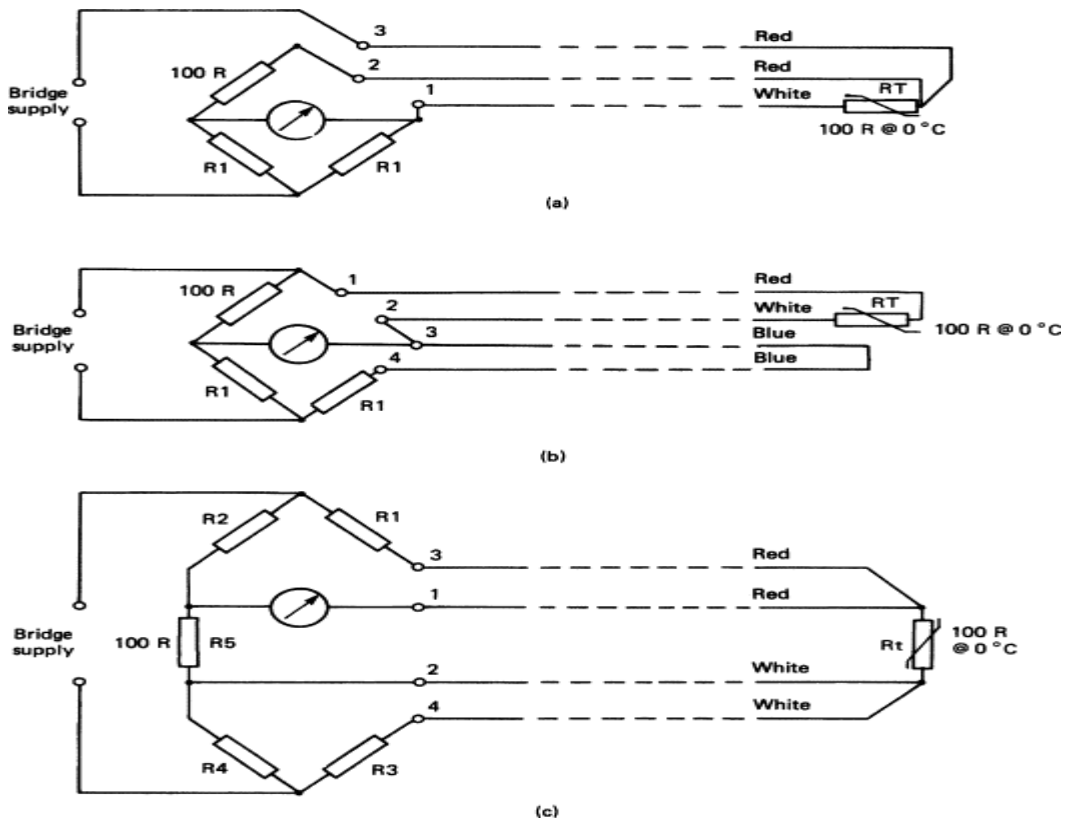 3
Red
100 R
2
Red
Bridge
supply
1
White
RT
100 R @ 0 °C
R1
R1
(a)
1
Red
100 R
2
White
RT
Bridge
supply
3
Blue
100 R @ 0 °C
4
Blue
R1
R1
(b)
R2
R1
3
Red
1
Red
Bridge
supply
100 R
R5
Rt
100 R
@ 0 °C
2
White
4
White
R4
R3
(c)